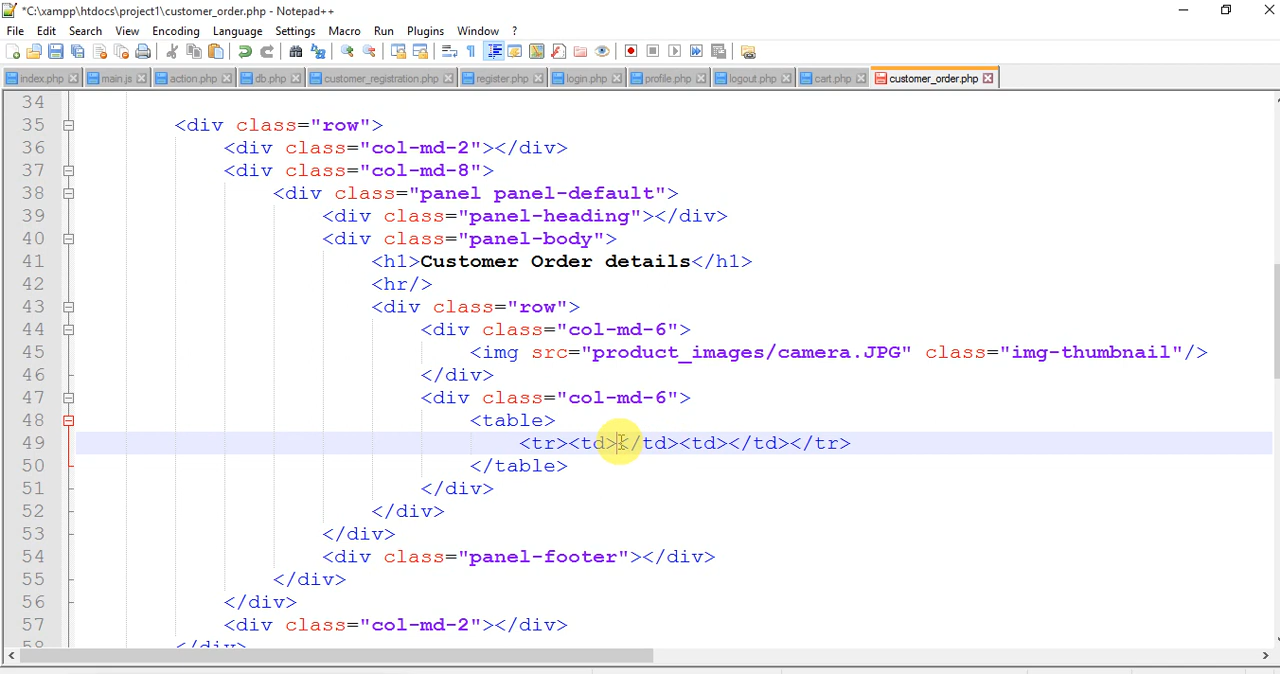 *C:\xampp\htdocs\project1\customer_order.php - Notepad++
File Edit Search View Encoding Language Settings Macro Run Plugins Window ?
index.php main.js action.php db.php customer_registration.php register.php login.php profile.php logout.php cart.php customer_order.php
34
35 <div class="row">
36 <div class="col-md-2"></div>
37 <div class="col-md-8">
38 <div class="panel panel-default">
39 <div class="panel-heading"></div>
40 <div class="panel-body">
41 <h1>Customer Order details</h1>
42 <hr/>
43 <div class="row">
44 <div class="col-md-6">
45 <img src="product_images/camera.JPG" class="img-thumbnail"/>
46 </div>
47 <div class="col-md-6">
48 <table>
49 <tr><td></td><td></td></tr>
50 </table>
51 </div>
52 </div>
53 </div>
54 <div class="panel-footer"></div>
55 </div>
56 </div>
57 <div class="col-md-2"></div>
58 </div>